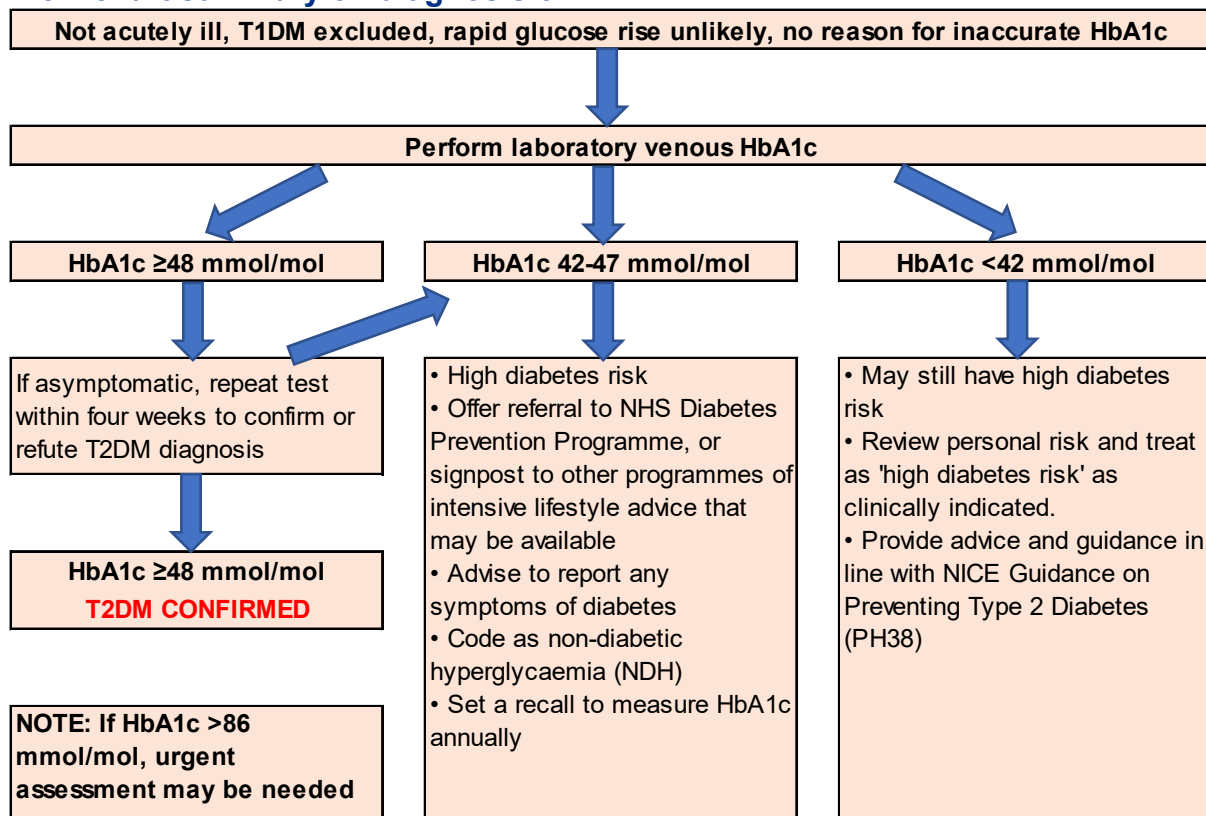 Not acutely ill, T1DM excluded, rapid glucose rise unlikely, no reason for inaccurate HbA1c
Perform laboratory venous HbA1c
HbA1c ≥48 mmol/mol
If asymptomatic, repeat test
within four weeks to confirm or
refute T2DM diagnosis
HbA1c ≥48 mmol/mol
T2DM CONFIRMED
NOTE: If HbA1c >86
mmol/mol, urgent
assessment may be needed
HbA1c 42-47 mmol/mol
• High diabetes risk
• Offer referral to NHS Diabetes
Prevention Programme, or
signpost to other programmes of
intensive lifestyle advice that
may be available
• Advise to report any
symptoms of diabetes
• Code as non-diabetic
hyperglycaemia (NDH)
• Set a recall to measure HbA1c
annually
HbA1c <42 mmol/mol
• May still have high diabetes
risk
• Review personal risk and treat
as 'high diabetes risk' as
clinically indicated.
• Provide advice and guidance in
line with NICE Guidance on
Preventing Type 2 Diabetes
(PH38)